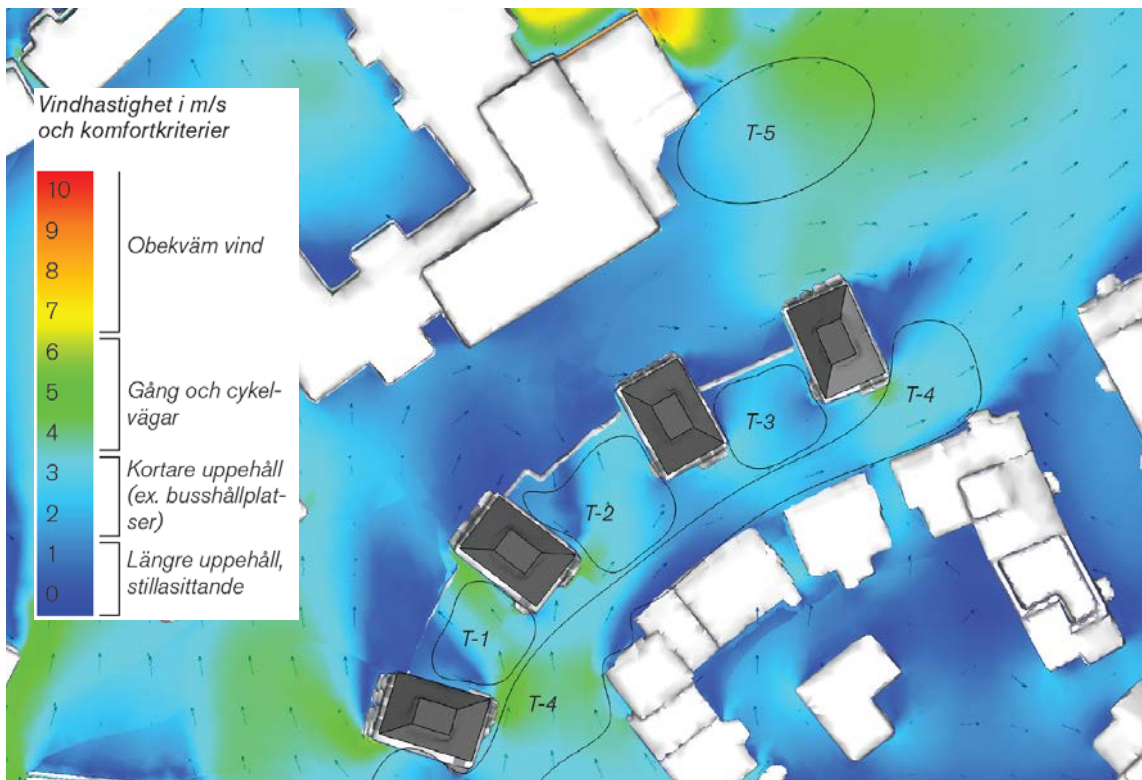 Vindhastighet i m/s
och komfortkriterier
10
9
8
7
6
5
4
3
2
1
0
Obekväm vind
Gång och cykel-
vägar
Kortare uppehåll
(ex. busshållplat-
ser)
Längre uppehåll,
stillasittande
T-5
T-4
T-3
T-2
T-1
T-4